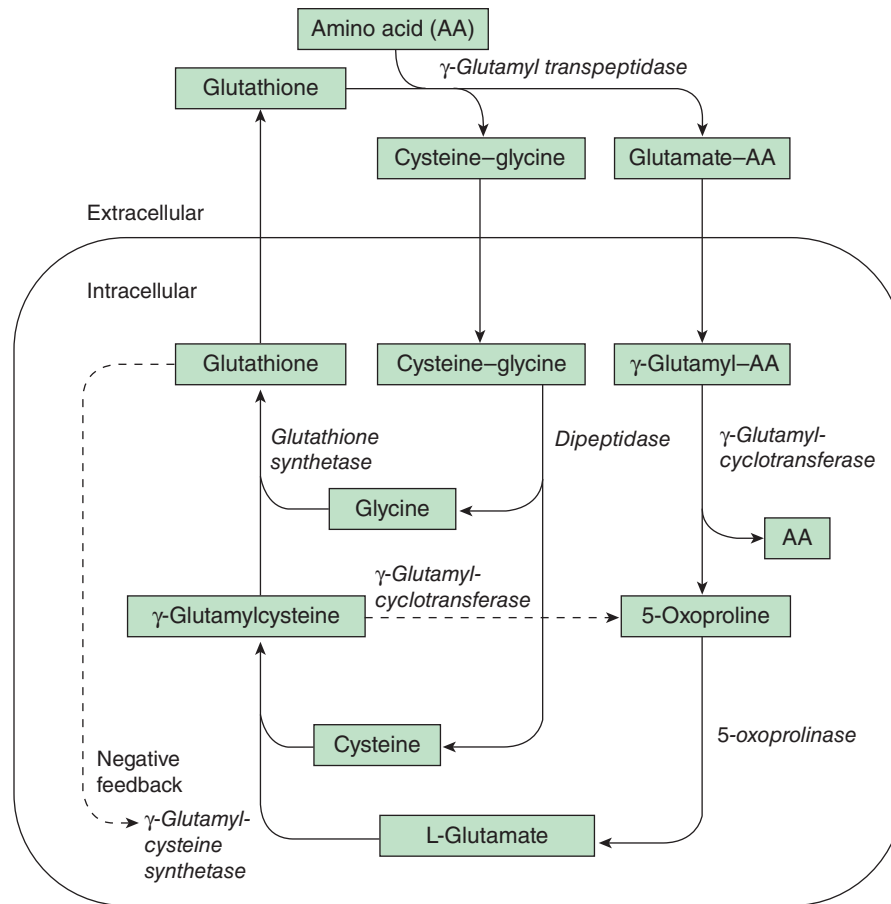 Amino acid (AA)
γ-Glutamyl transpeptidase
Glutathione
Cysteine–glycine
Glutamate–AA
Extracellular
Intracellular
Glutathione
Cysteine–glycine
γ-Glutamyl–AA
Glutathione
synthetase
Dipeptidase
γ-Glutamyl-
cyclotransferase
Glycine
AA
γ-Glutamyl-
cyclotransferase
γ-Glutamylcysteine
5-Oxoproline
Cysteine
5-oxoprolinase
Negative
feedback
γ-Glutamyl-
cysteine
synthetase
L-Glutamate